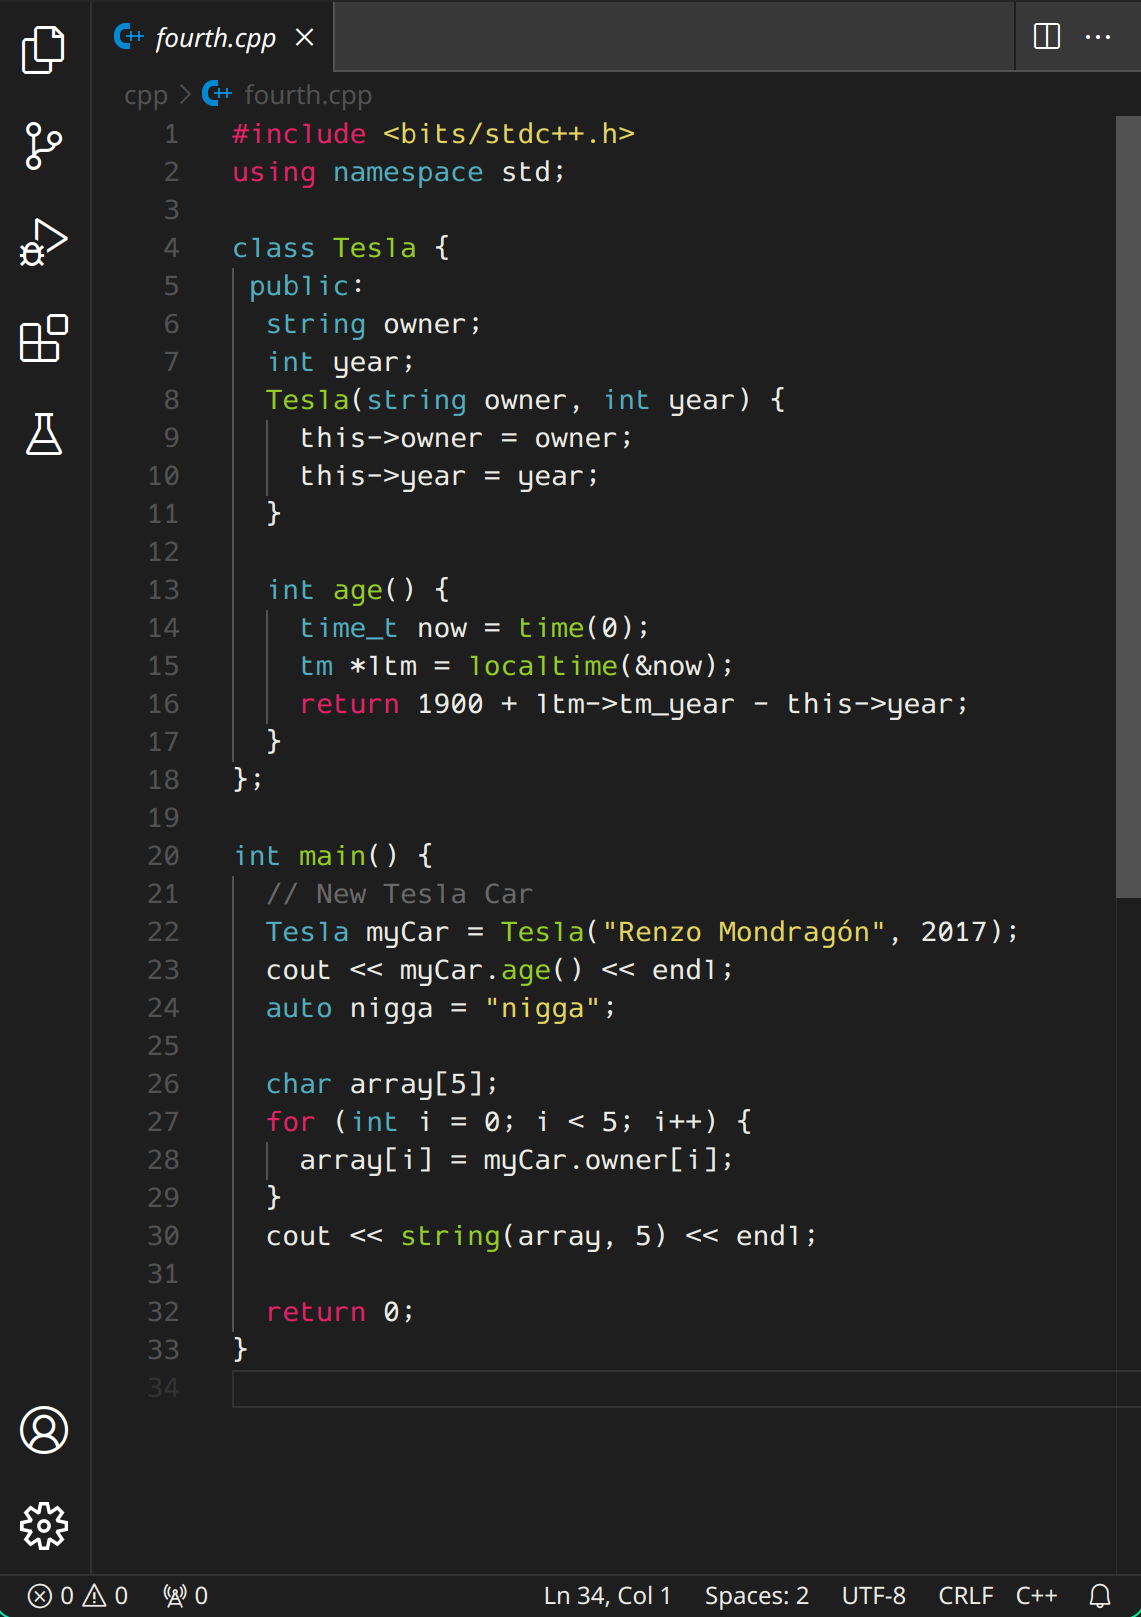 fourth.cpp
cpp > fourth.cpp
1 #include <bits/stdc++.h>
2 using namespace std;
3
4 class Tesla {
5  public:
6   string owner;
7   int year;
8   Tesla(string owner, int year) {
9     this->owner = owner;
10     this->year = year;
11   }
12
13   int age() {
14     time_t now = time(0);
15     tm *ltm = localtime(&now);
16     return 1900 + ltm->tm_year - this->year;
17   }
18 };
19
20 int main() {
21   // New Tesla Car
22   Tesla myCar = Tesla("Renzo Mondragón", 2017);
23   cout << myCar.age() << endl;
24   auto nigga = "nigga";
25
26   char array[5];
27   for (int i = 0; i < 5; i++) {
28     array[i] = myCar.owner[i];
29   }
30   cout << string(array, 5) << endl;
31
32   return 0;
33 }
34
0 0 0 Ln 34, Col 1 Spaces: 2 UTF-8 CRLF C++